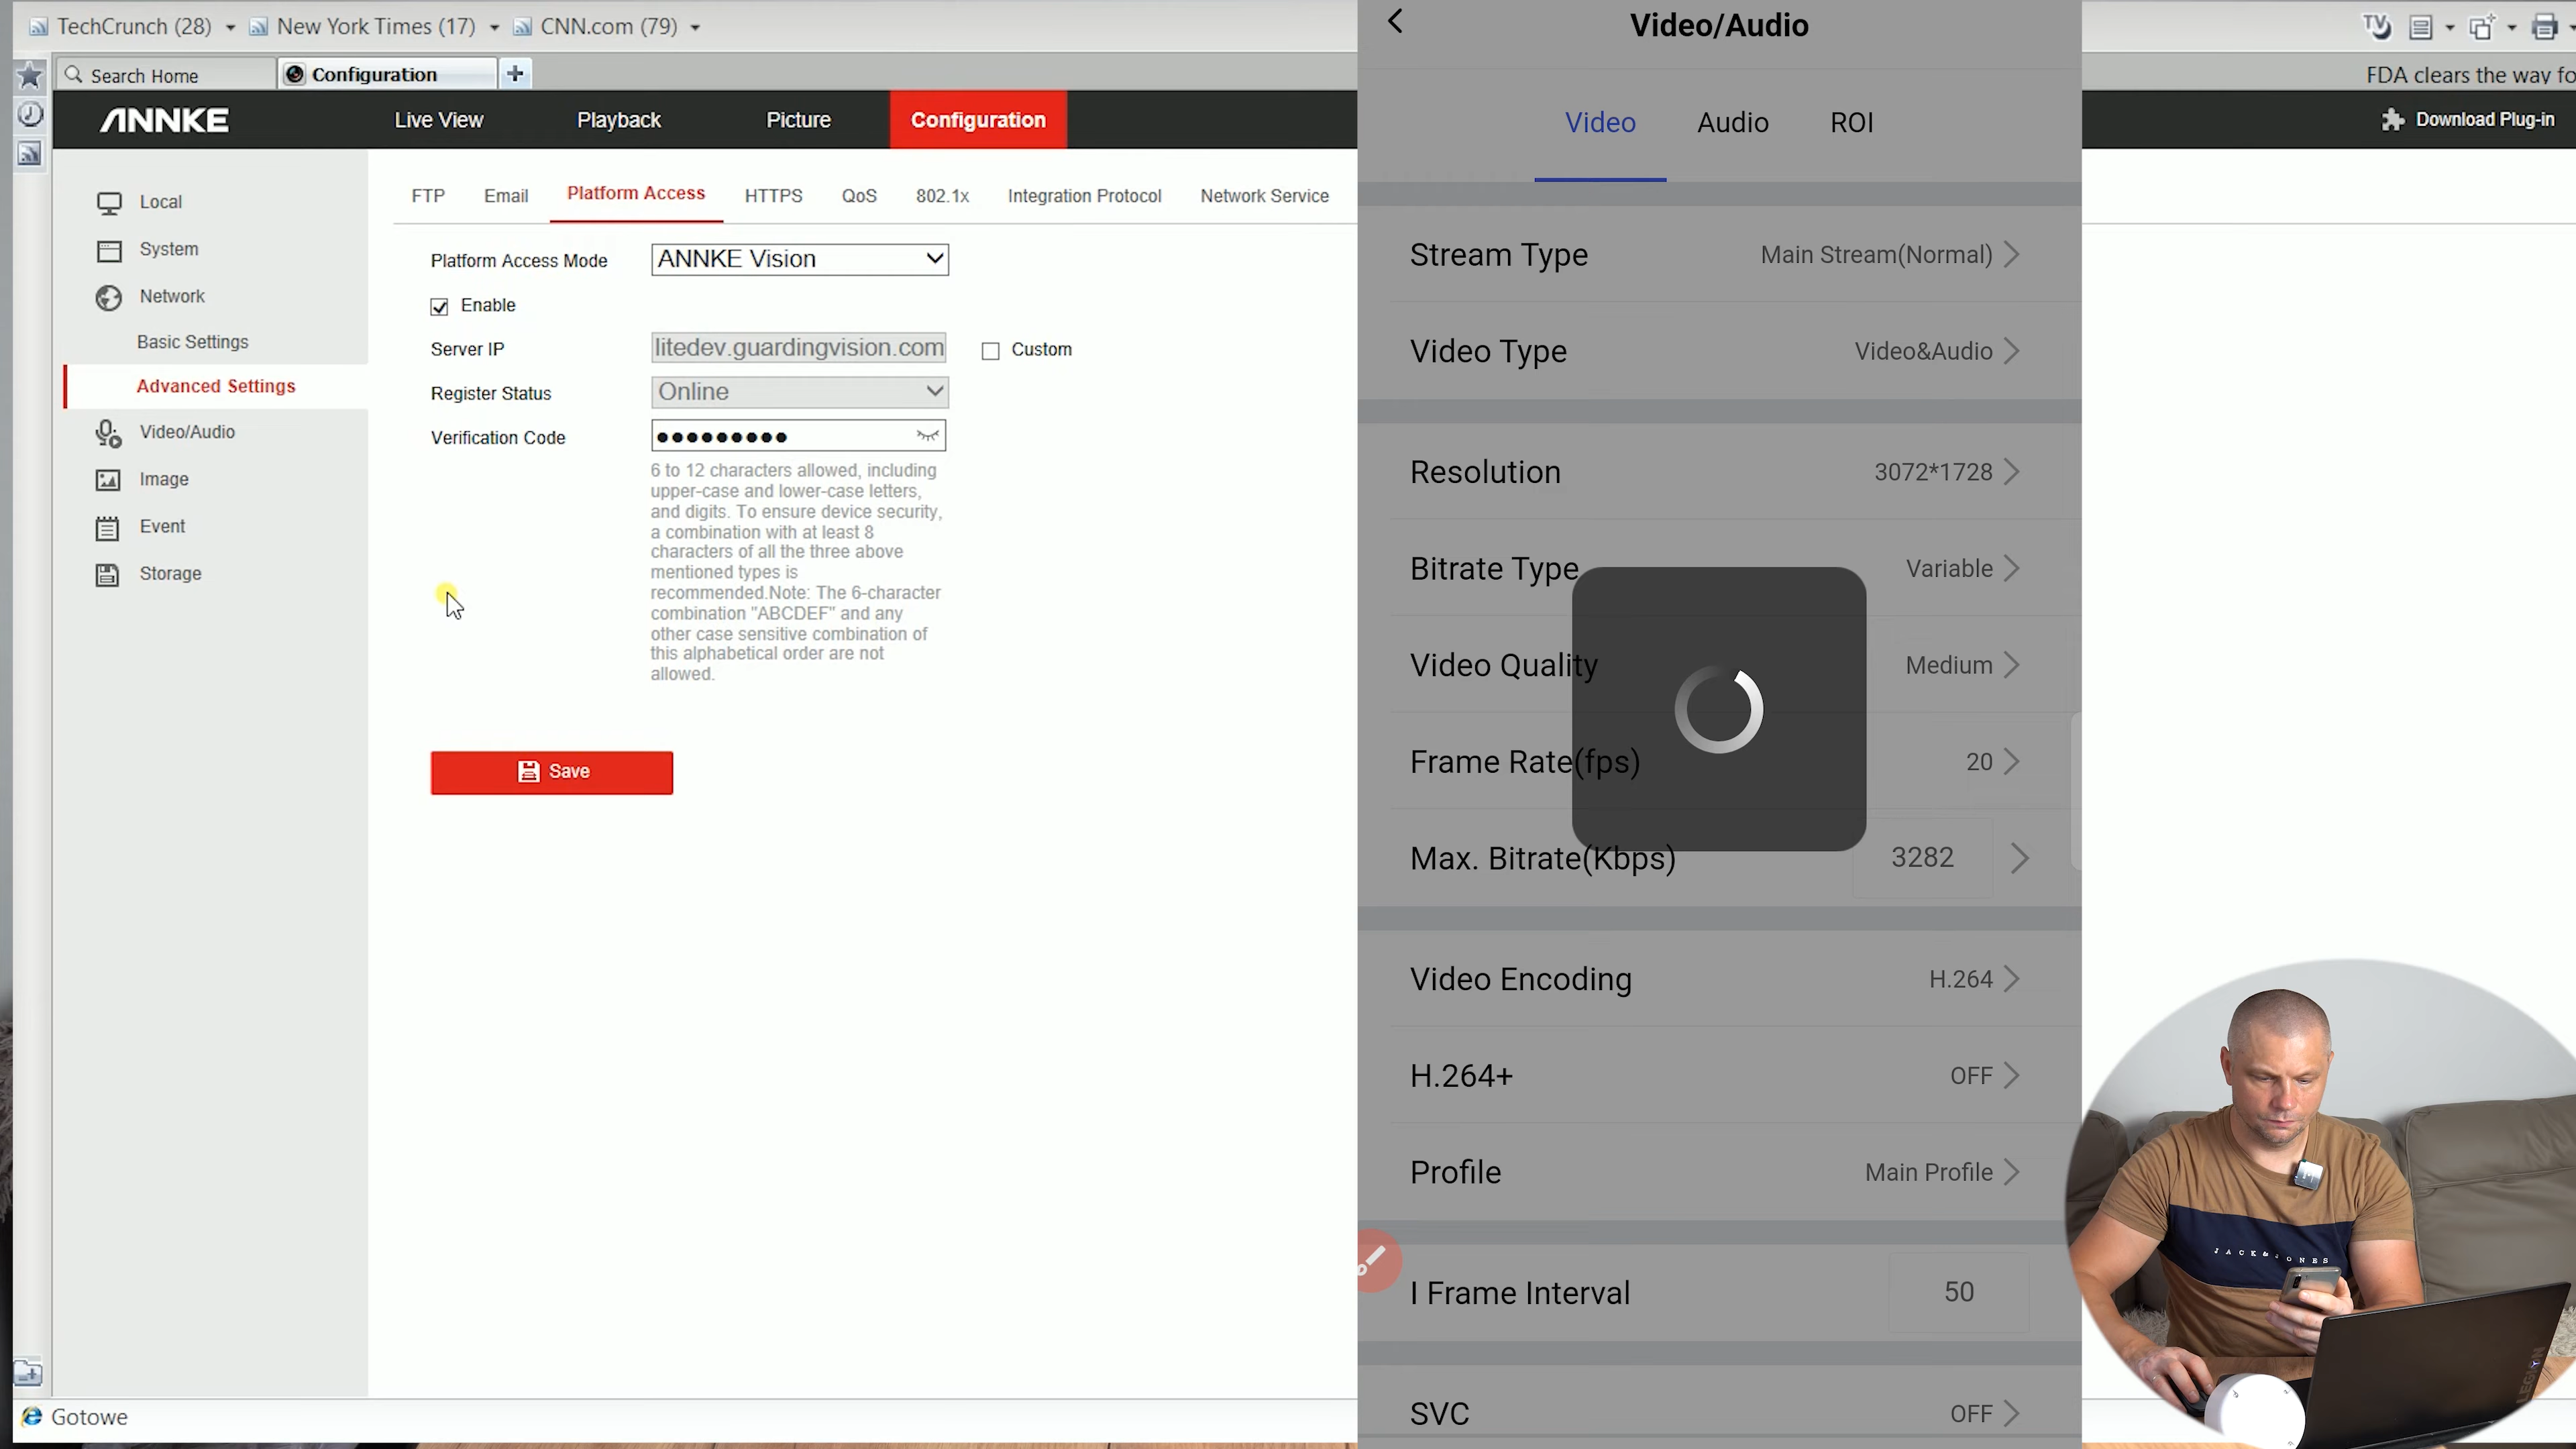 TechCrunch (28)
New York Times (17)
CNN.com (79)
Search Home
Configuration
FDA clears the way fo
ANNKE
Live View
Playback
Picture
Configuration
Download Plug-in
Local
System
Network
Basic Settings
Advanced Settings
Video/Audio
Image
Event
Storage
FTP
Email
Platform Access
HTTPS
QoS
802.1x
Integration Protocol
Network Service
Platform Access Mode
ANNKE Vision
Enable
Server IP
litedev.guardingvision.com
Custom
Register Status
Online
Verification Code
6 to 12 characters allowed, including
upper-case and lower-case letters,
and digits. To ensure device security,
a combination with at least 8
characters of all the three above
mentioned types is
recommended.Note: The 6-character
combination "ABCDEF" and any
other case sensitive combination of
this alphabetical order are not
allowed.
Save
Gotowe
Video/Audio
Video
Audio
ROI
Stream Type
Main Stream(Normal)
Video Type
Video&Audio
Resolution
3072*1728
Bitrate Type
Variable
Video Quality
Medium
Frame Rate(fps)
20
Max. Bitrate(Kbps)
3282
Video Encoding
H.264
H.264+
OFF
Profile
Main Profile
I Frame Interval
50
SVC
OFF
JACK & JONES
LEGION